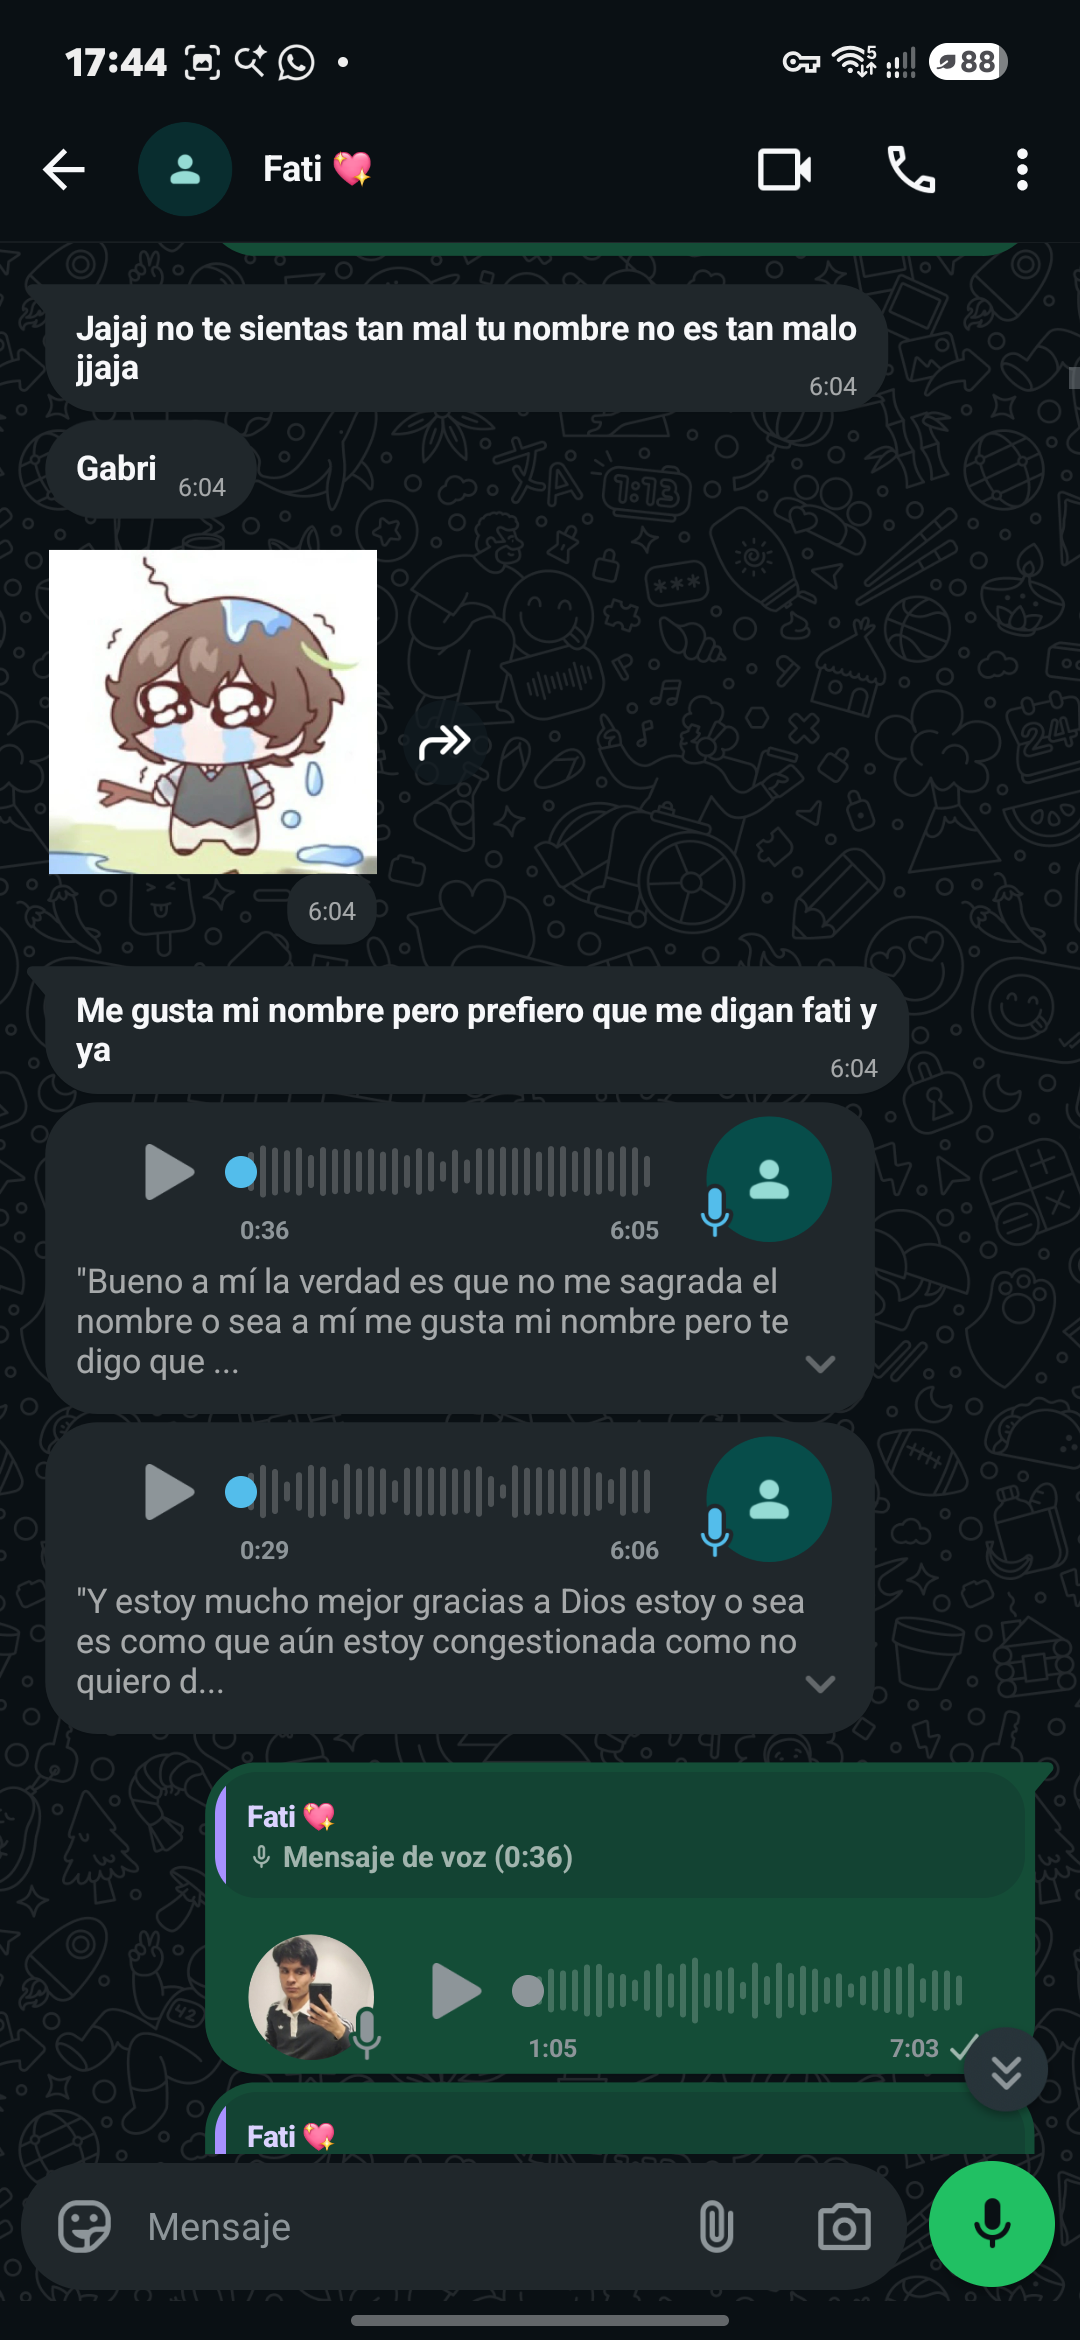 17:44
5
88
Fati 💖
Jajaj no te sientas tan mal tu nombre no es tan malo
jjaja
6:04
Gabri
6:04
6:04
Me gusta mi nombre pero prefiero que me digan fati y
ya
6:04
0:36
6:05
"Bueno a mí la verdad es que no me sagrada el
nombre o sea a mí me gusta mi nombre pero te
digo que ...
0:29
6:06
"Y estoy mucho mejor gracias a Dios estoy o sea
es como que aún estoy congestionada como no
quiero d...
Fati 💖
Mensaje de voz (0:36)
1:05
7:03
Fati 💖
Mensaje